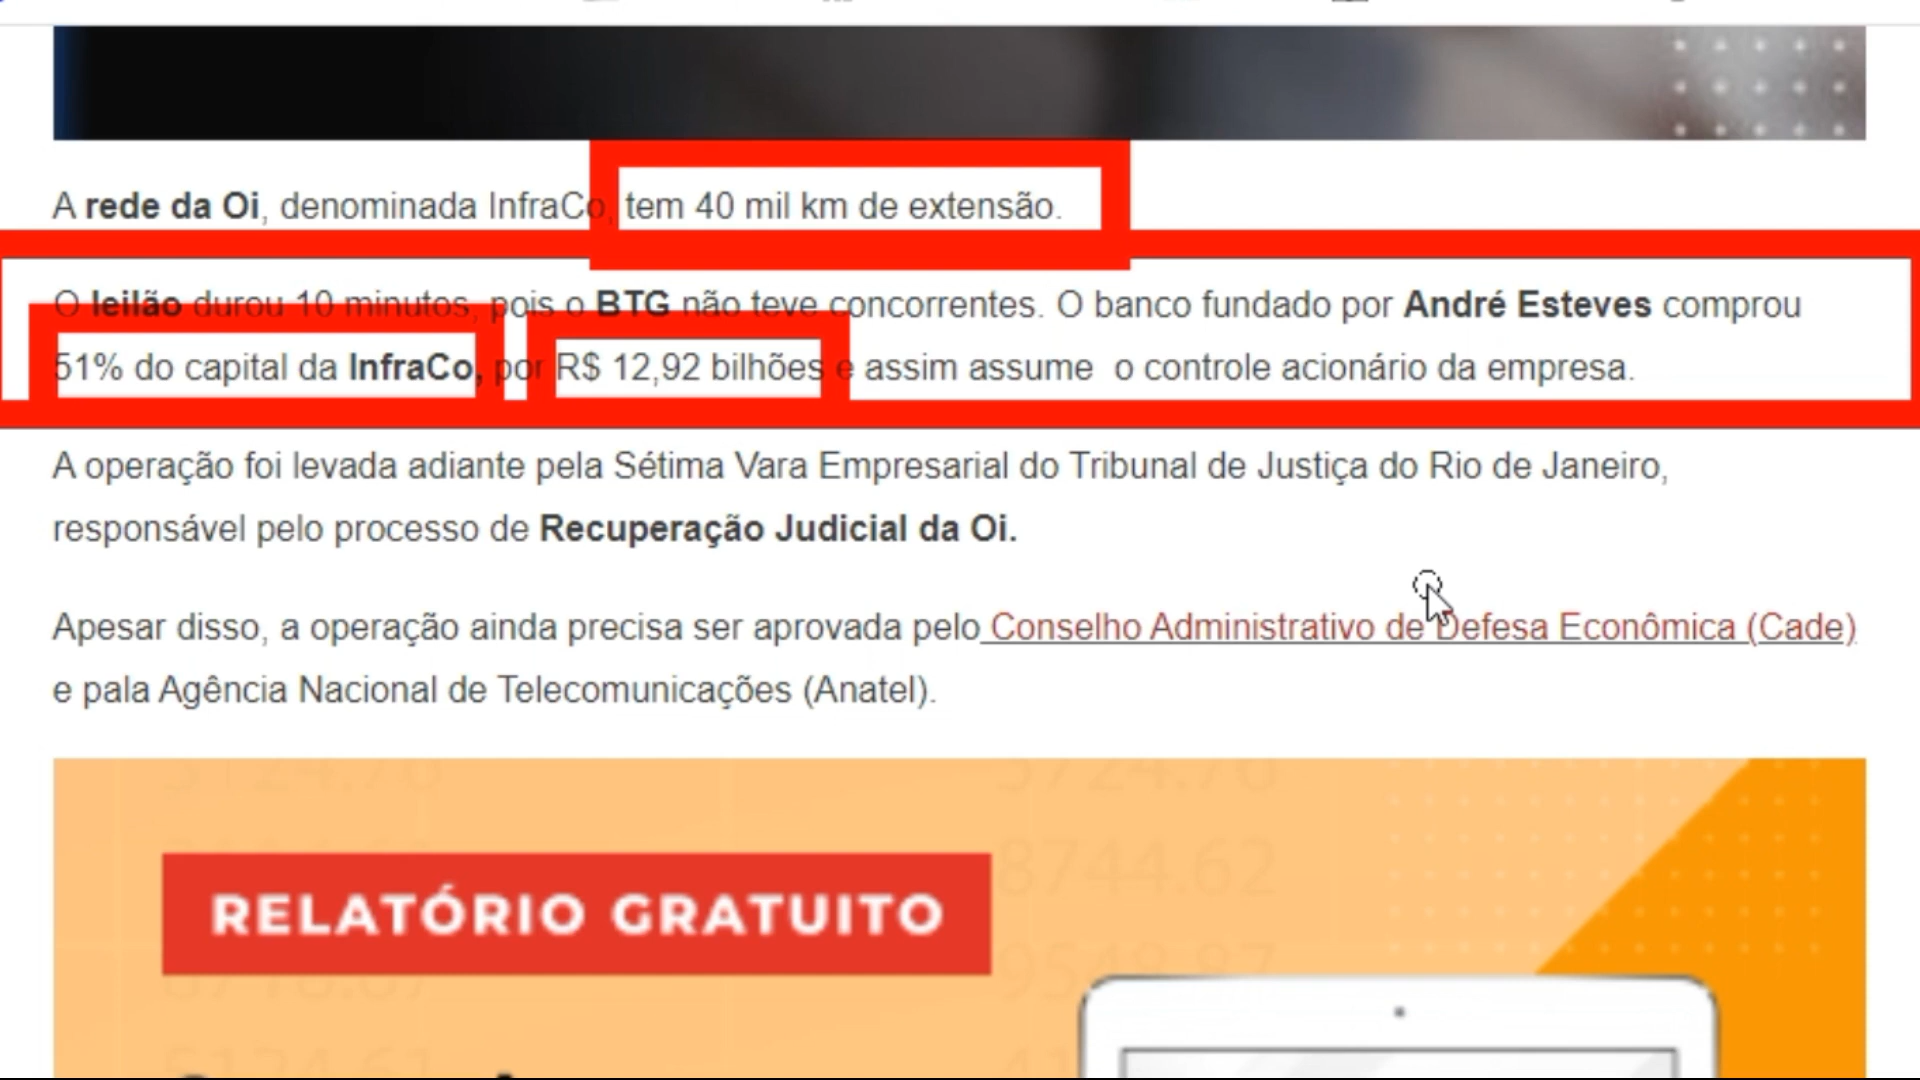 A rede da Oi, denominada InfraCo, tem 40 mil km de extensão.
O leilão durou 10 minutos, pois o BTG não teve concorrentes. O banco fundado por André Esteves comprou
51% do capital da InfraCo, por R$ 12,92 bilhões e assim assume o controle acionário da empresa.
A operação foi levada adiante pela Sétima Vara Empresarial do Tribunal de Justiça do Rio de Janeiro,
responsável pelo processo de Recuperação Judicial da Oi.
Apesar disso, a operação ainda precisa ser aprovada pelo Conselho Administrativo de Defesa Econômica (Cade)
e pala Agência Nacional de Telecomunicações (Anatel).
8744.62
RELATÓRIO GRATUITO